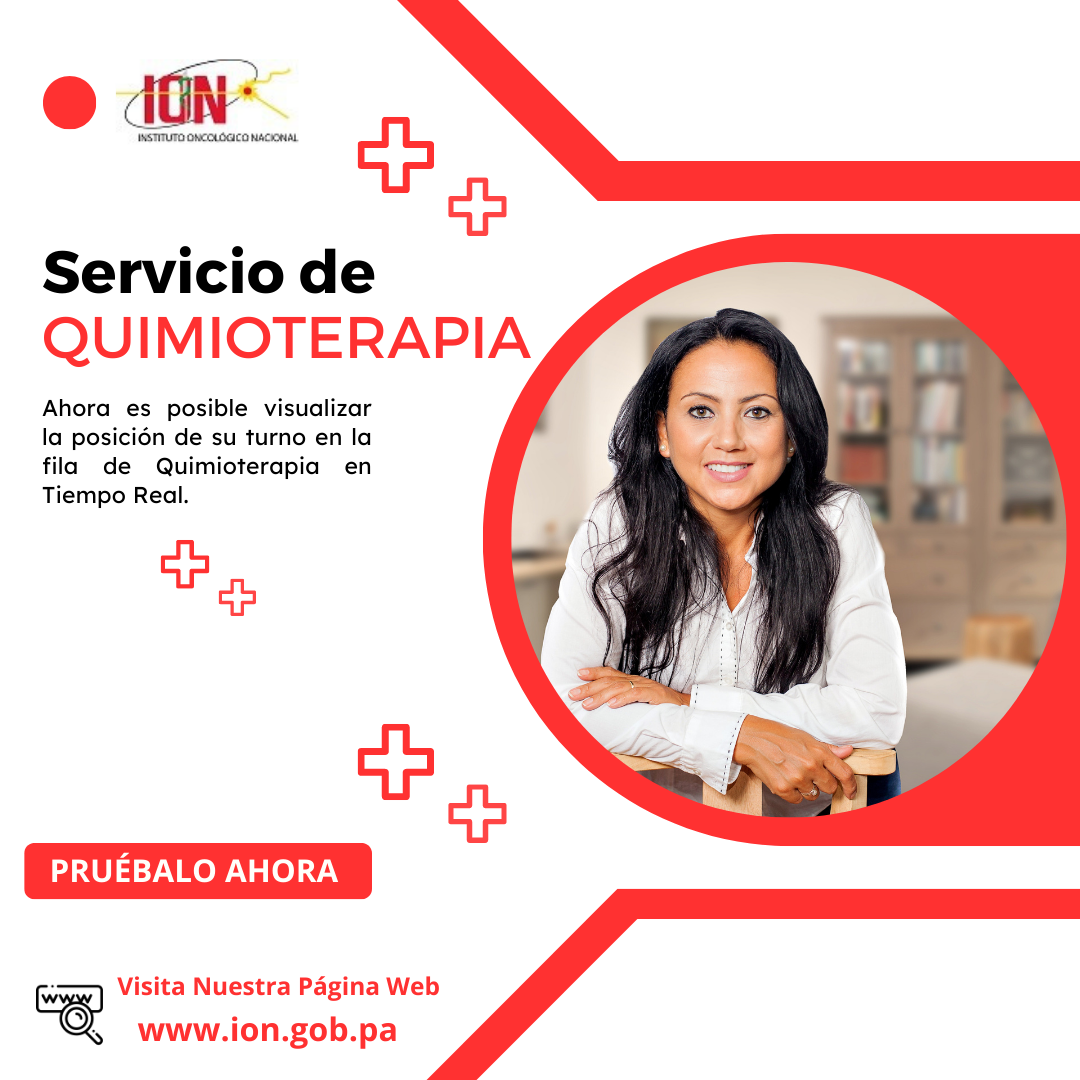 ION
INSTITUTO ONCOLÓGICO NACIONAL
Servicio de
QUIMIOTERAPIA
Ahora es posible visualizar
la posición de su turno en la
fila de Quimioterapia en
Tiempo Real.
PRUÉBALO AHORA
www
Visita Nuestra Página Web
www.ion.gob.pa